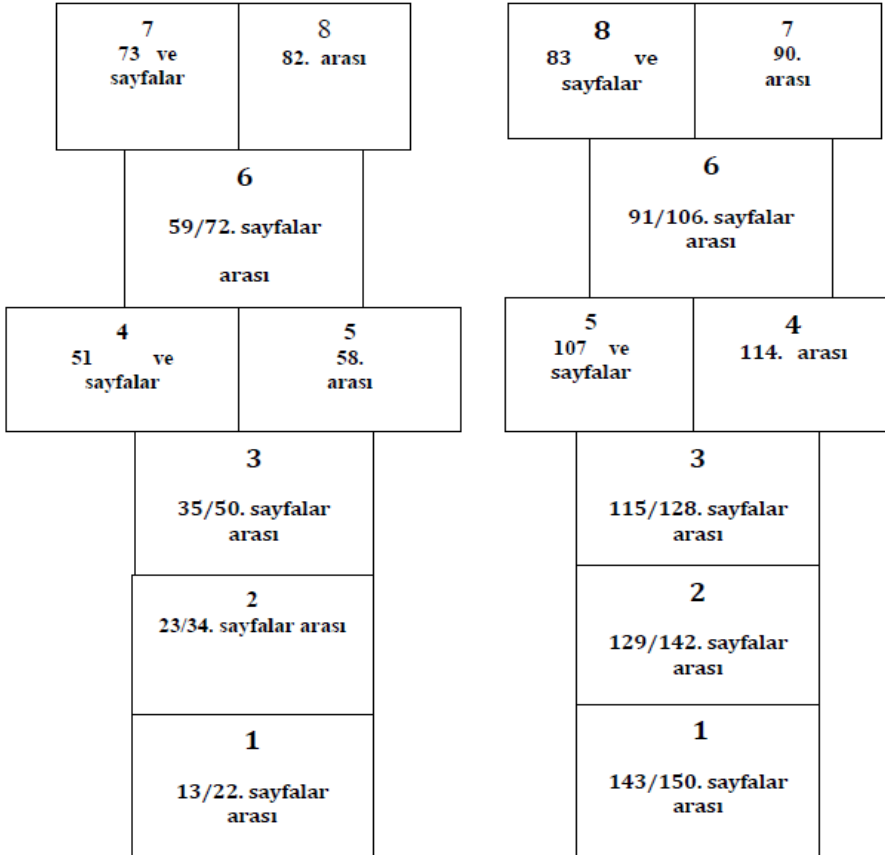 7
73 ve
sayfalar
8
82. arası
6
59/72. sayfalar
arası
4
51 ve
sayfalar
5
58.
arası
3
35/50. sayfalar
arası
2
23/34. sayfalar arası
1
13/22. sayfalar
arası
8
83 ve
sayfalar
7
90.
arası
6
91/106. sayfalar
arası
5
107 ve
sayfalar
4
114. arası
3
115/128. sayfalar
arası
2
129/142. sayfalar
arası
1
143/150. sayfalar
arası